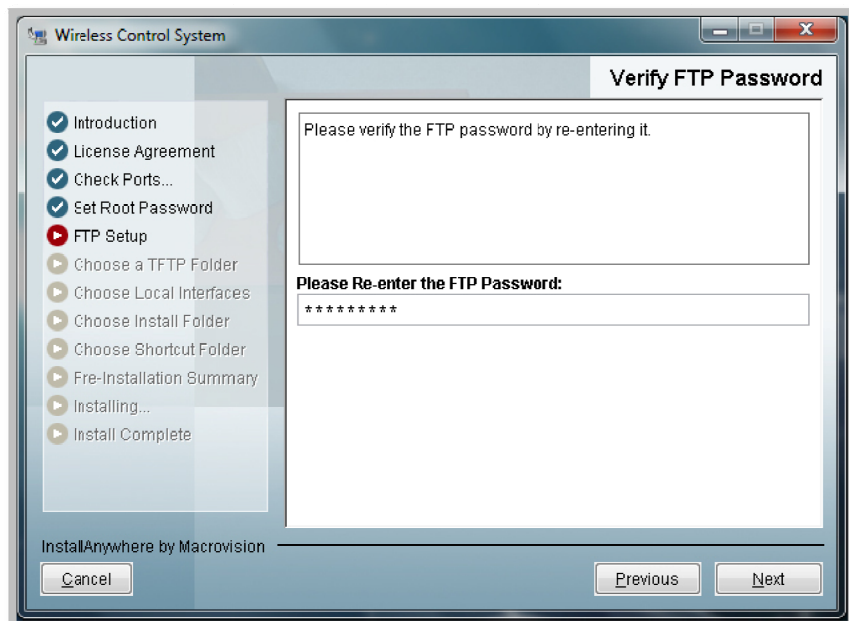 Wireless Control System
Verify FTP Password
Introduction
License Agreement
Check Ports...
Set Root Password
FTP Setup
Choose a TFTP Folder
Choose Local Interfaces
Choose Install Folder
Choose Shortcut Folder
Pre-Installation Summary
Installing...
Install Complete
Please verify the FTP password by re-entering it.
Please Re-enter the FTP Password:
*********
InstallAnywhere by Macrovision
Cancel
Previous
Next